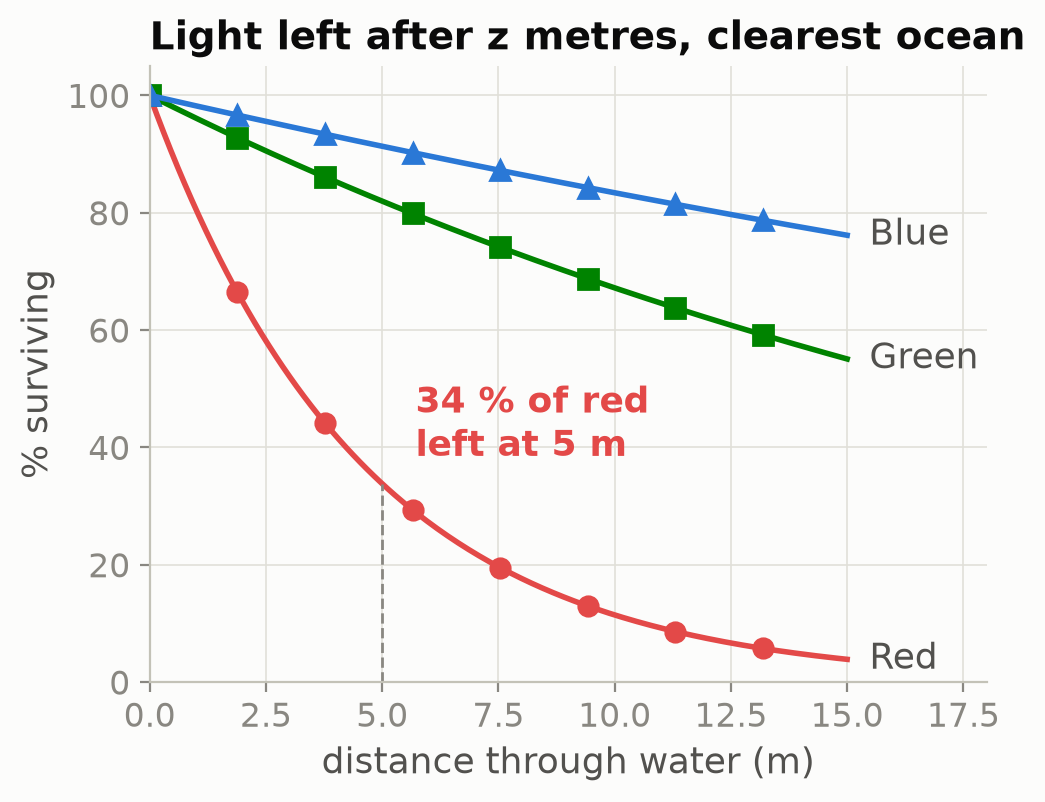 Light left after z metres, clearest ocean
100
80
60
40
20
0
% surviving
Blue
Green
34 % of red
left at 5 m
Red
0.0 2.5 5.0 7.5 10.0 12.5 15.0 17.5
distance through water (m)